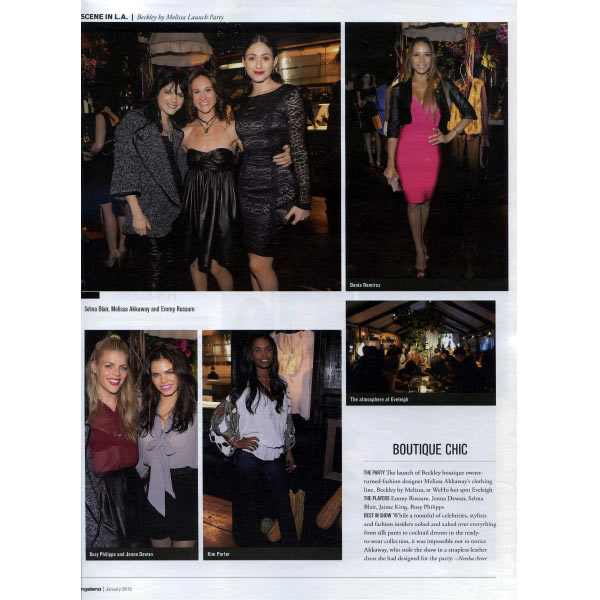 SCENE IN L.A. | Beckley by Melissa Launch Party
Dania Ramirez
Selma Blair, Melissa Akkaway and Emmy Rossum
The atmosphere at Eveleigh
Busy Philipps and Jenna Dewan
Kim Porter
BOUTIQUE CHIC
THE PARTY The launch of Beckley boutique owner-
turned-fashion designer Melissa Akkaway's clothing
line, Beckley by Melissa, at WeHo hot spot Eveleigh
THE PLAYERS Emmy Rossum, Jenna Dewan, Selma
Blair, Jaime King, Busy Philipps
BEST IN SHOW While a roomful of celebrities, stylists
and fashion insiders oohed and aahed over everything
from silk pants to cocktail dresses in the ready-
to-wear collection, it was impossible not to notice
Akkaway, who stole the show in a strapless leather
dress she had designed for the party.
ngeleno | January 2012